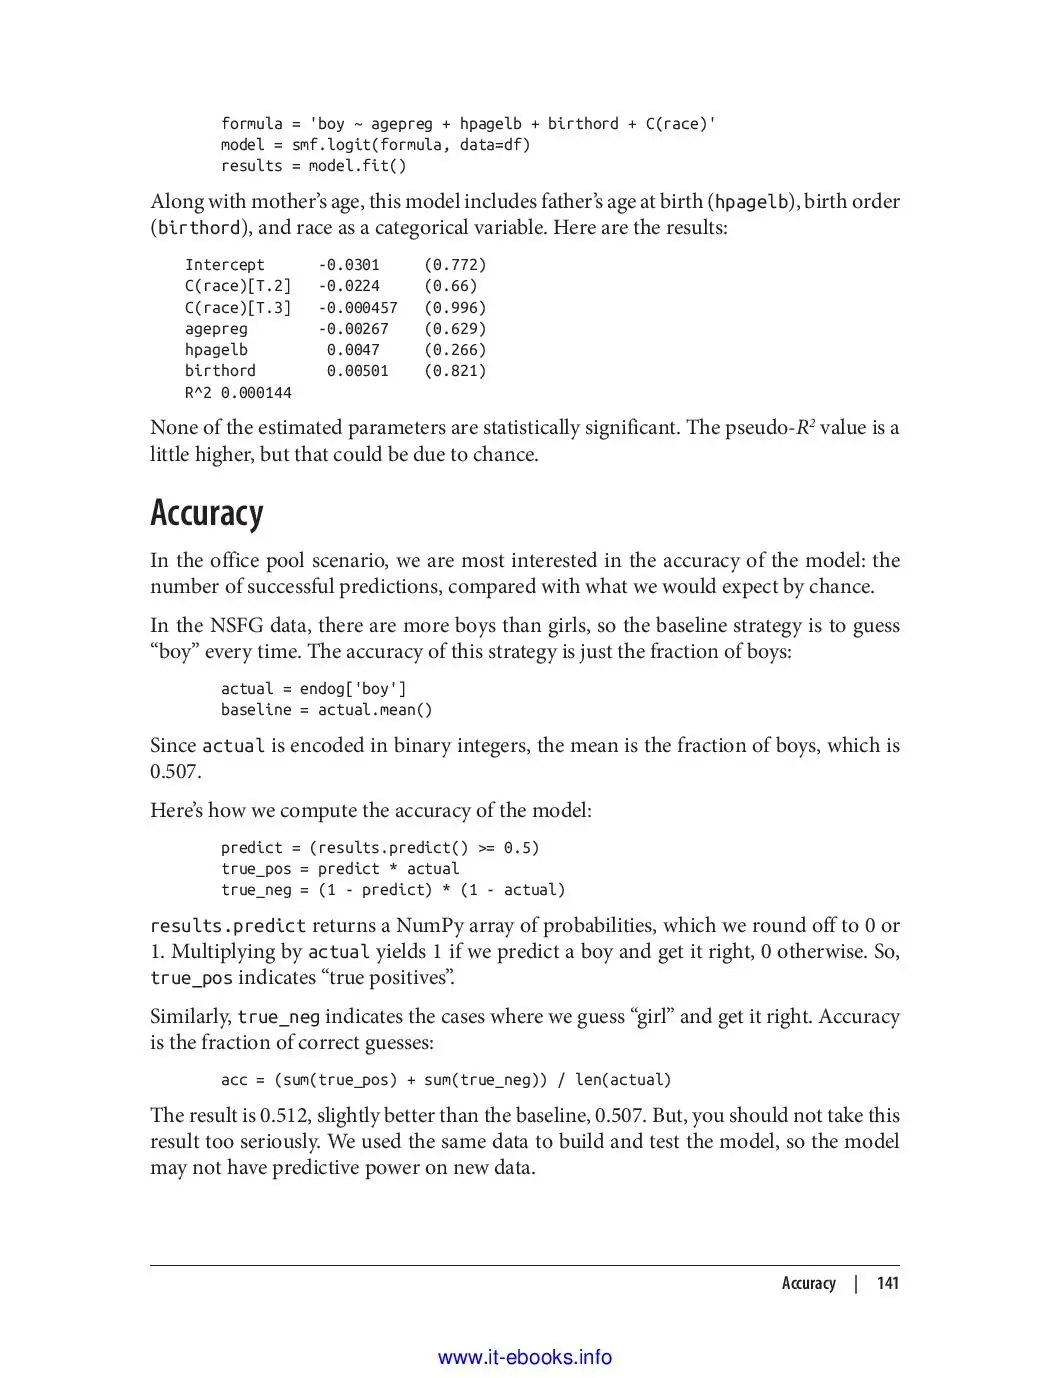 formula = 'boy ~ agepreg + hpagelb + birthord + C(race)'
model = smf.logit(formula, data=df)
results = model.fit()
Along with mother's age, this model includes father's age at birth (hpagelb), birth order
(birthord), and race as a categorical variable. Here are the results:
Intercept -0.0301 (0.772)
C(race)[T.2] -0.0224 (0.66)
C(race)[T.3] -0.000457 (0.996)
agepreg -0.00267 (0.629)
hpagelb 0.0047 (0.266)
birthord 0.00501 (0.821)
R^2 0.000144
None of the estimated parameters are statistically significant. The pseudo-R² value is a
little higher, but that could be due to chance.
Accuracy
In the office pool scenario, we are most interested in the accuracy of the model: the
number of successful predictions, compared with what we would expect by chance.
In the NSFG data, there are more boys than girls, so the baseline strategy is to guess
“boy” every time. The accuracy of this strategy is just the fraction of boys:
actual = endog['boy']
baseline = actual.mean()
Since actual is encoded in binary integers, the mean is the fraction of boys, which is
0.507.
Here's how we compute the accuracy of the model:
predict = (results.predict() >= 0.5)
true_pos = predict * actual
true_neg = (1 - predict) * (1 - actual)
results.predict returns a NumPy array of probabilities, which we round off to 0 or
1. Multiplying by actual yields 1 if we predict a boy and get it right, 0 otherwise. So,
true_pos indicates “true positives”.
Similarly, true_neg indicates the cases where we guess “girl” and get it right. Accuracy
is the fraction of correct guesses:
acc = (sum(true_pos) + sum(true_neg)) / len(actual)
The result is 0.512, slightly better than the baseline, 0.507. But, you should not take this
result too seriously. We used the same data to build and test the model, so the model
may not have predictive power on new data.
Accuracy | 141
www.it-ebooks.info